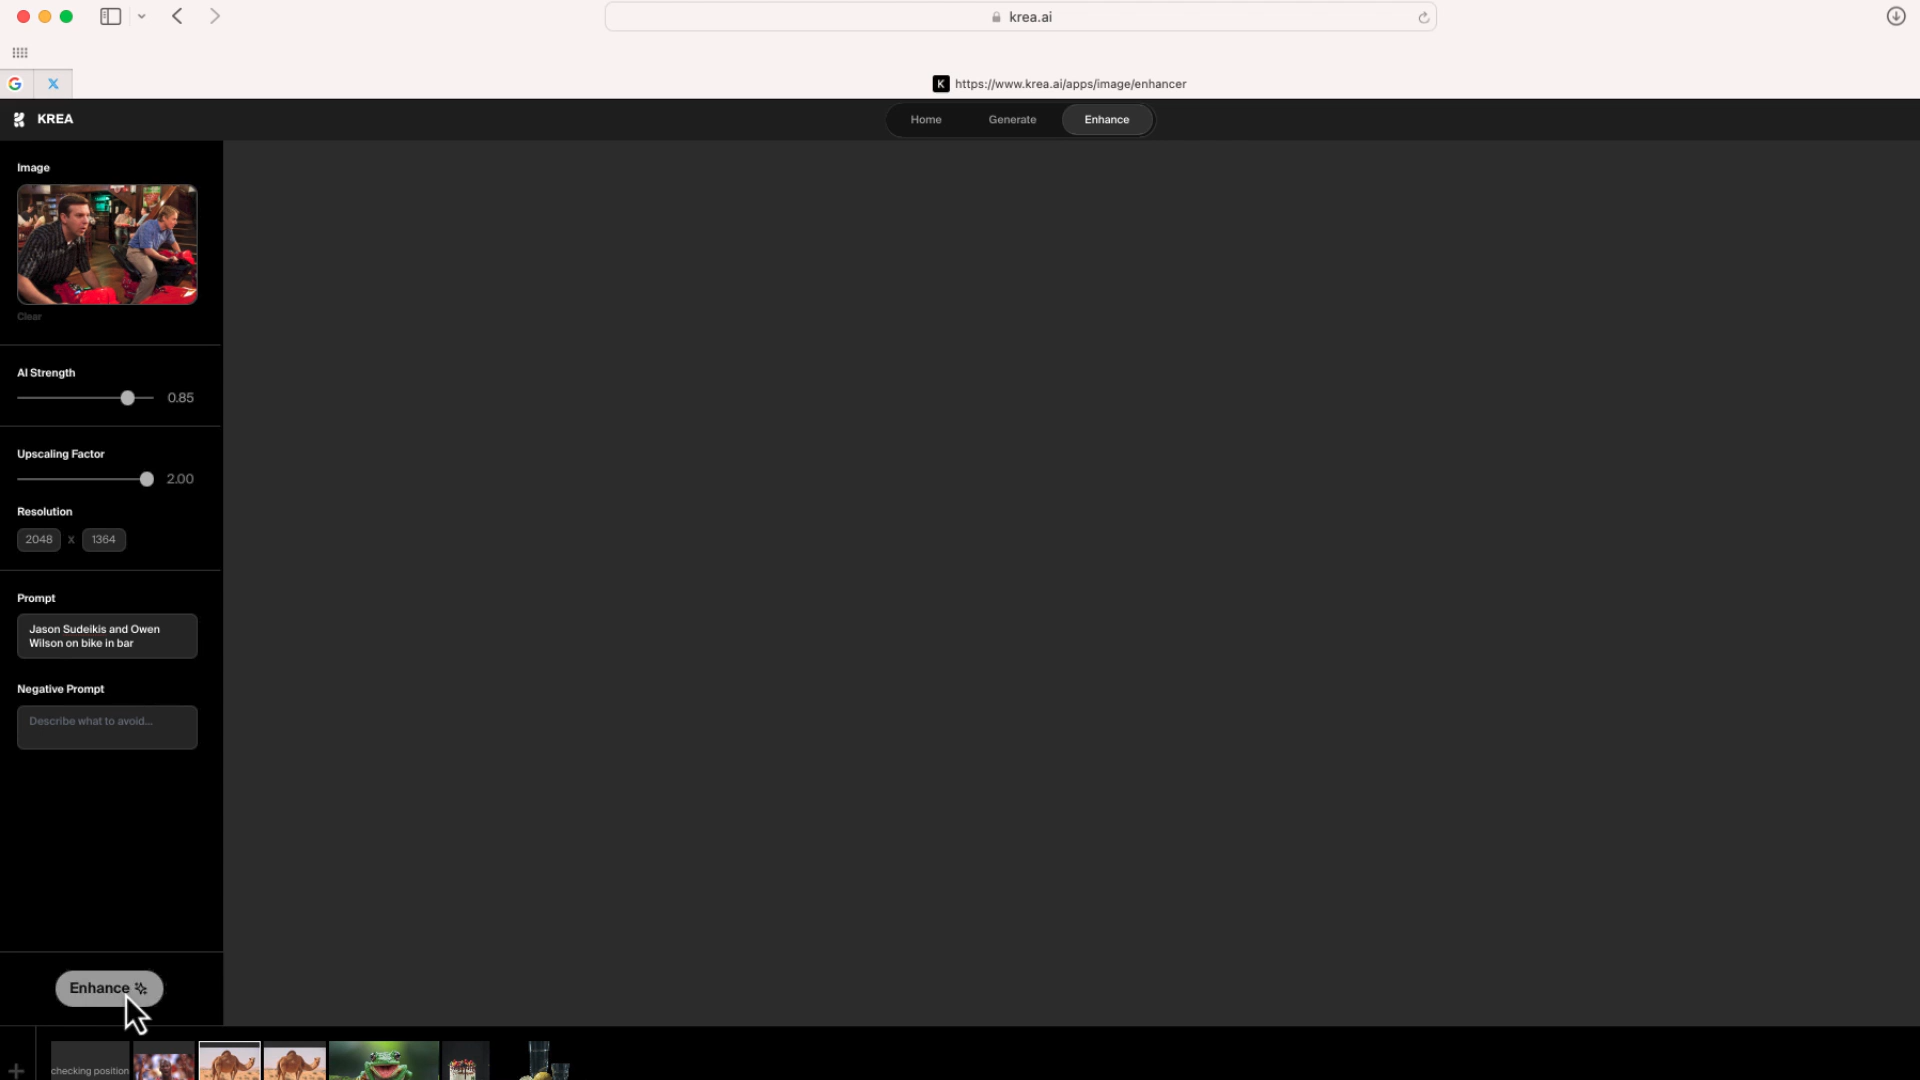 krea.ai
K https://www.krea.ai/apps/image/enhancer
KREA
Home Generate Enhance
Image
Clear
AI Strength
0.85
Upscaling Factor
2.00
Resolution
2048 x 1364
Prompt
Jason Sudeikis and Owen
Wilson on bike in bar
Negative Prompt
Describe what to avoid...
Enhance
checking position